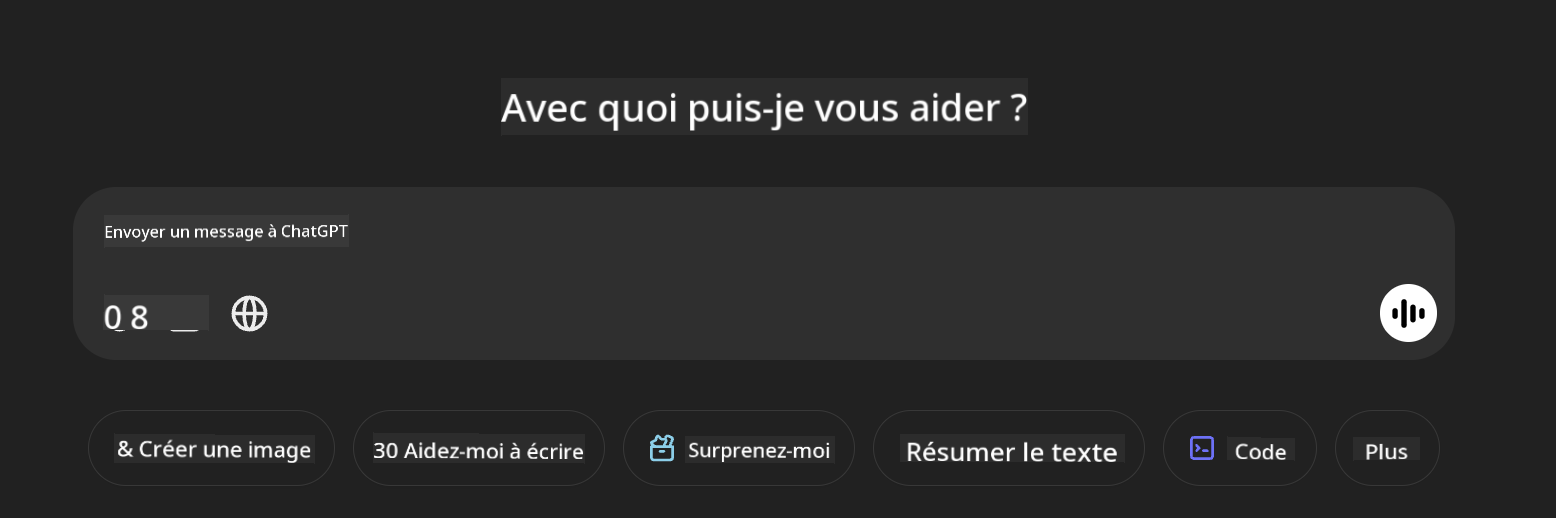 Avec quoi puis-je vous aider ?
Envoyer un message à ChatGPT
0 8
& Créer une image
30 Aidez-moi à écrire
Surprenez-moi
Résumer le texte
Code
Plus